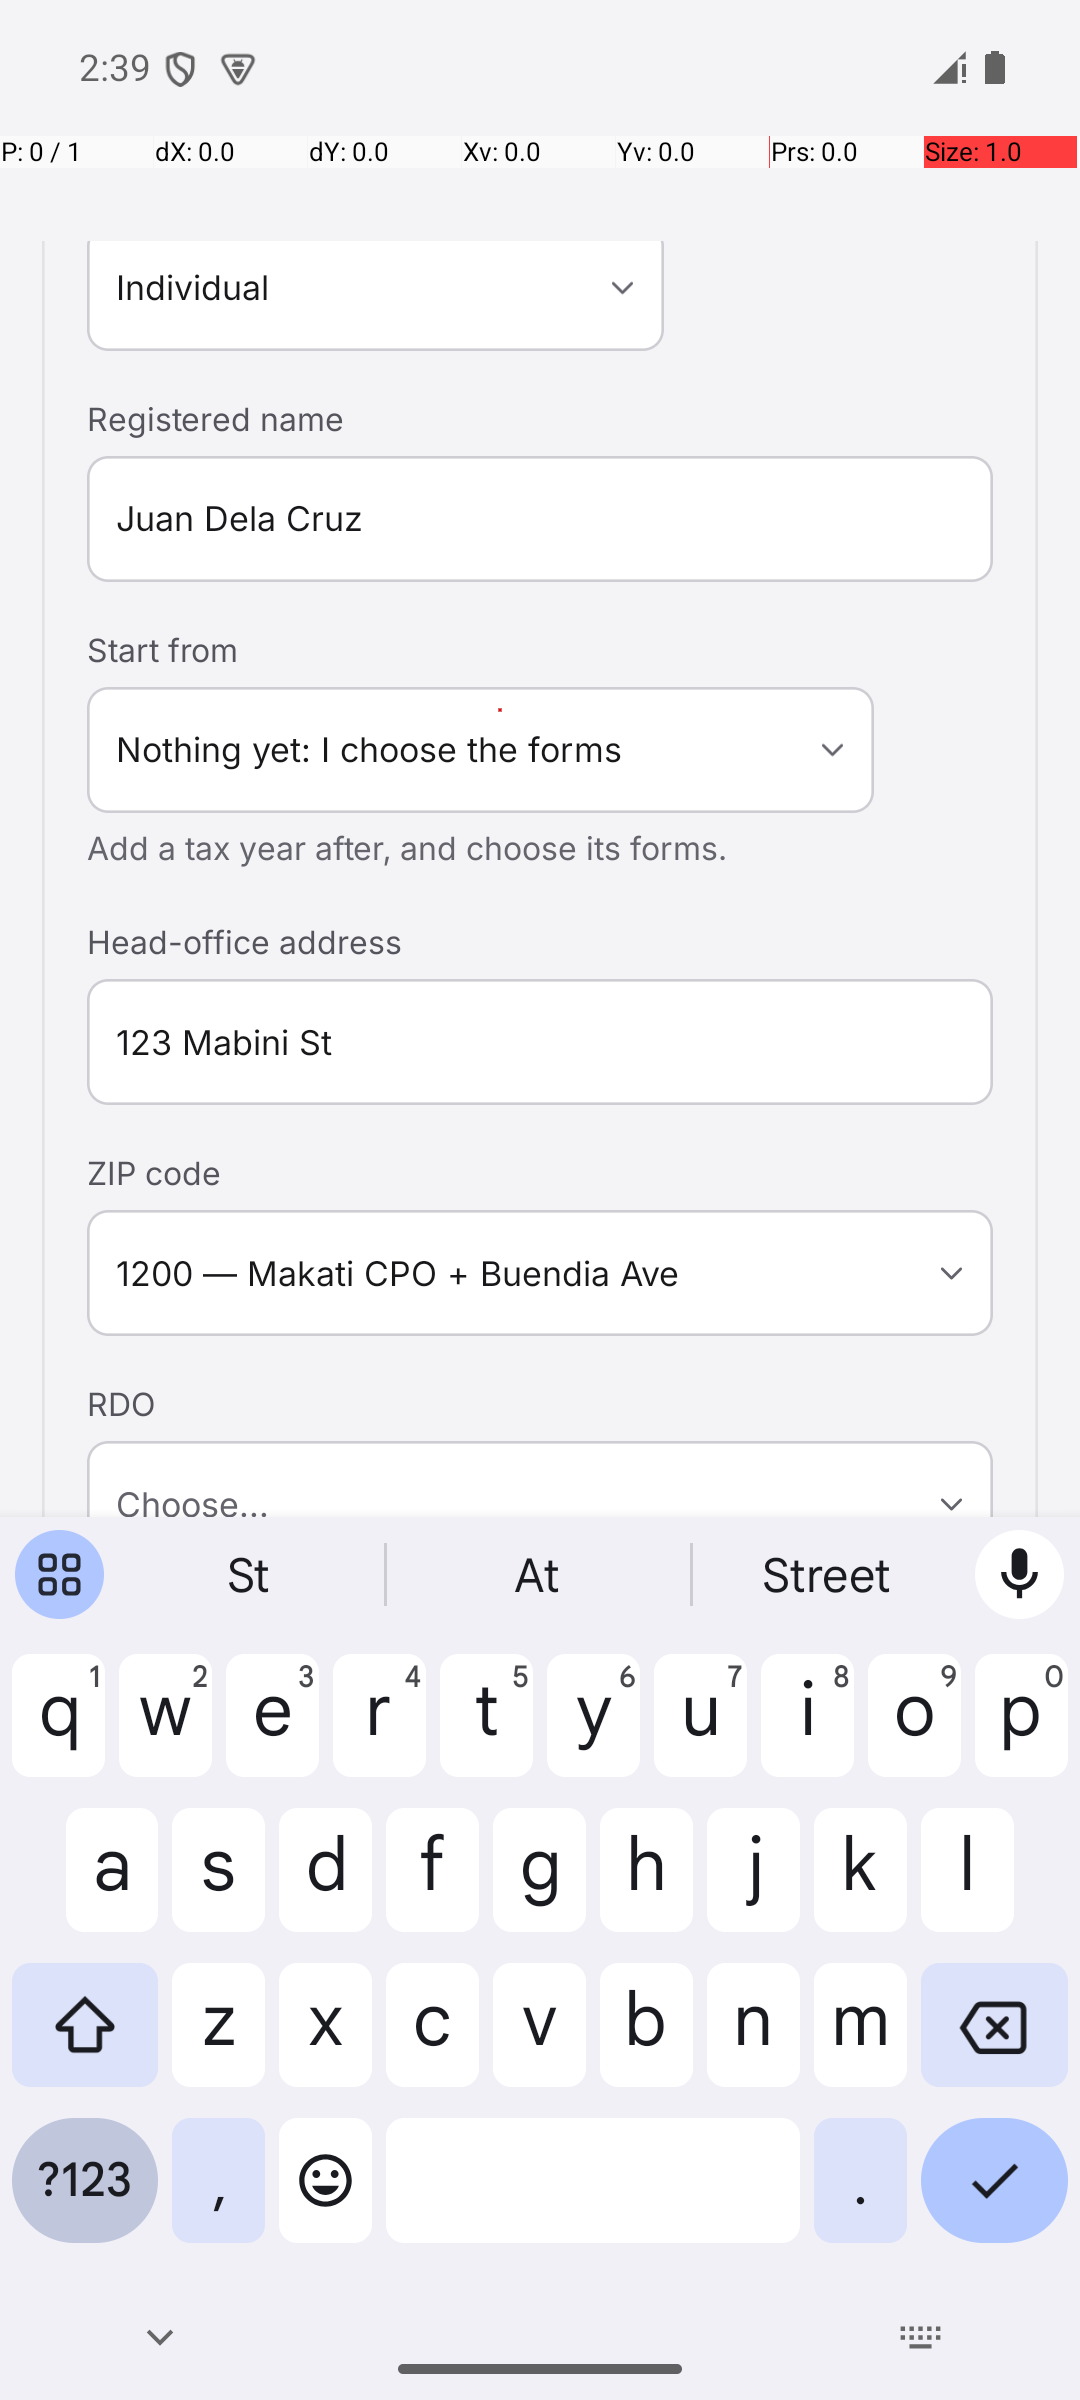 2:39
P: 0 / 1 dX: 0.0 dY: 0.0 Xv: 0.0 Yv: 0.0 Prs: 0.0 Size: 1.0
Individual
Registered name
Juan Dela Cruz
Start from
Nothing yet: I choose the forms
Add a tax year after, and choose its forms.
Head-office address
123 Mabini St
ZIP code
1200 — Makati CPO + Buendia Ave
RDO
Choose...
St At Street
q 1 w 2 e 3 r 4 t 5 y 6 u 7 i 8 o 9 p 0
a s d f g h j k l
z x c v b n m
?123 , .